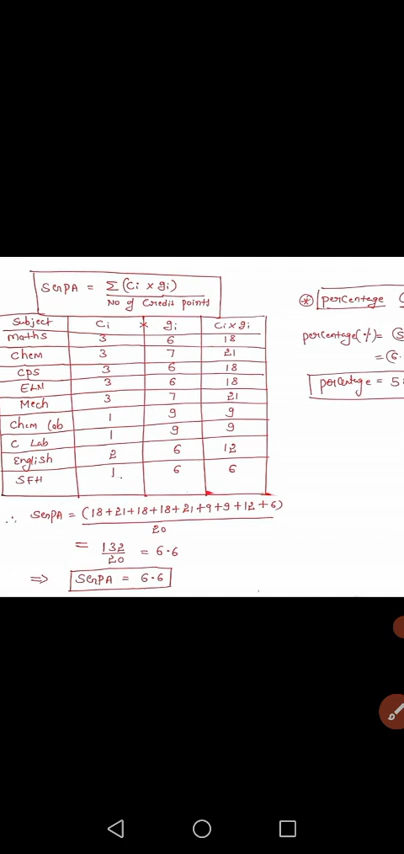 SGPA = Σ (Ci × gi)
No of Credit points
* percentage
Subject Ci × gi Ci × gi
maths 3 6 18
chem 3 7 21
CPS 3 6 18
ELN 3 6 18
Mech 3 7 21
Chem Lab 1 9 9
C Lab 1 9 9
English 2 6 12
SFH 1 6 6
percentage(%) =
= (6.
percentage = 5
∴ SGPA = (18+21+18+18+21+9+9+12+6)
20
= 132
20 = 6.6
⇒ SGPA = 6.6